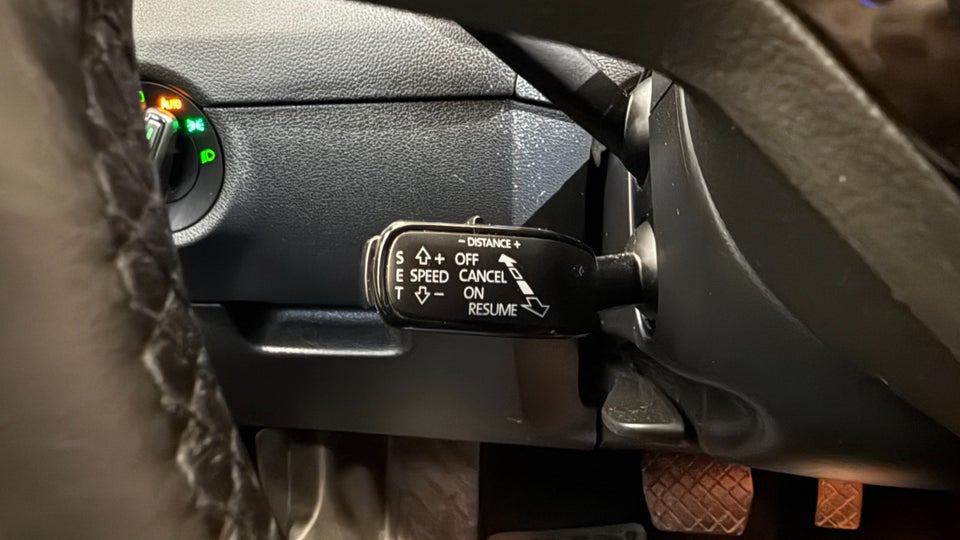 AUTO
- DISTANCE +
S + OFF
E SPEED CANCEL
T - ON
RESUME